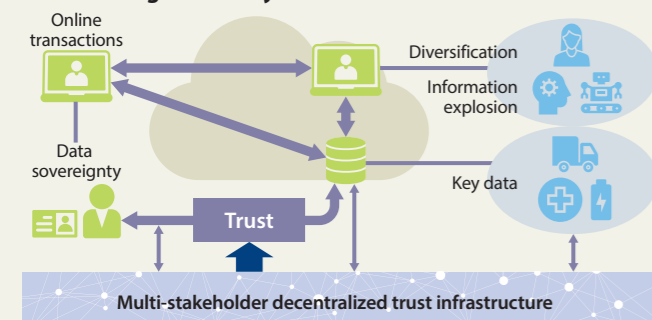 Online
transactions
Diversification
Information
explosion
Data
sovereignty
Key data
Trust
Multi-stakeholder decentralized trust infrastructure